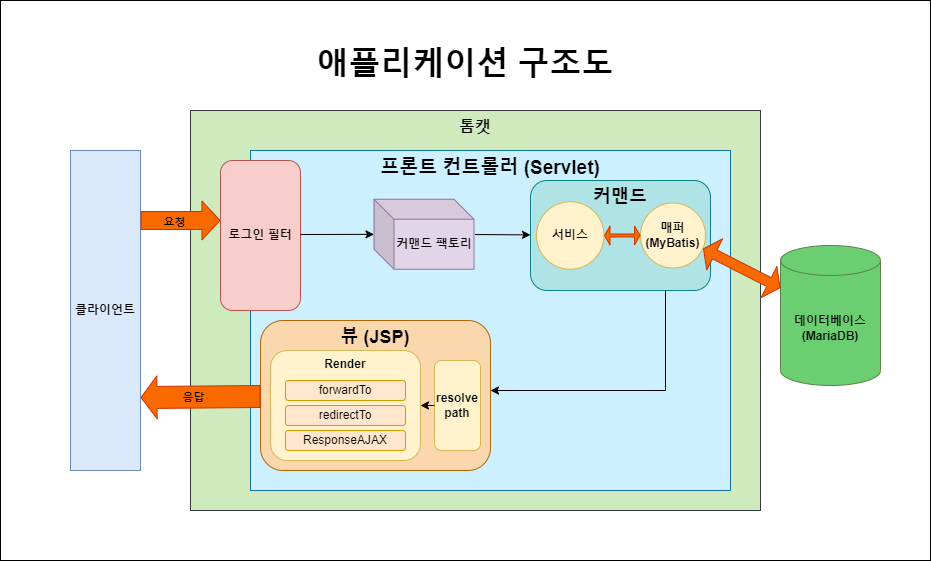 애플리케이션 구조도
톰캣
프론트 컨트롤러 (Servlet)
커맨드
요청
로그인 필터
커맨드 팩토리
서비스
매퍼
(MyBatis)
클라이언트
데이터베이스
(MariaDB)
뷰 (JSP)
Render
forwardTo
redirectTo
ResponseAJAX
resolve
path
응답